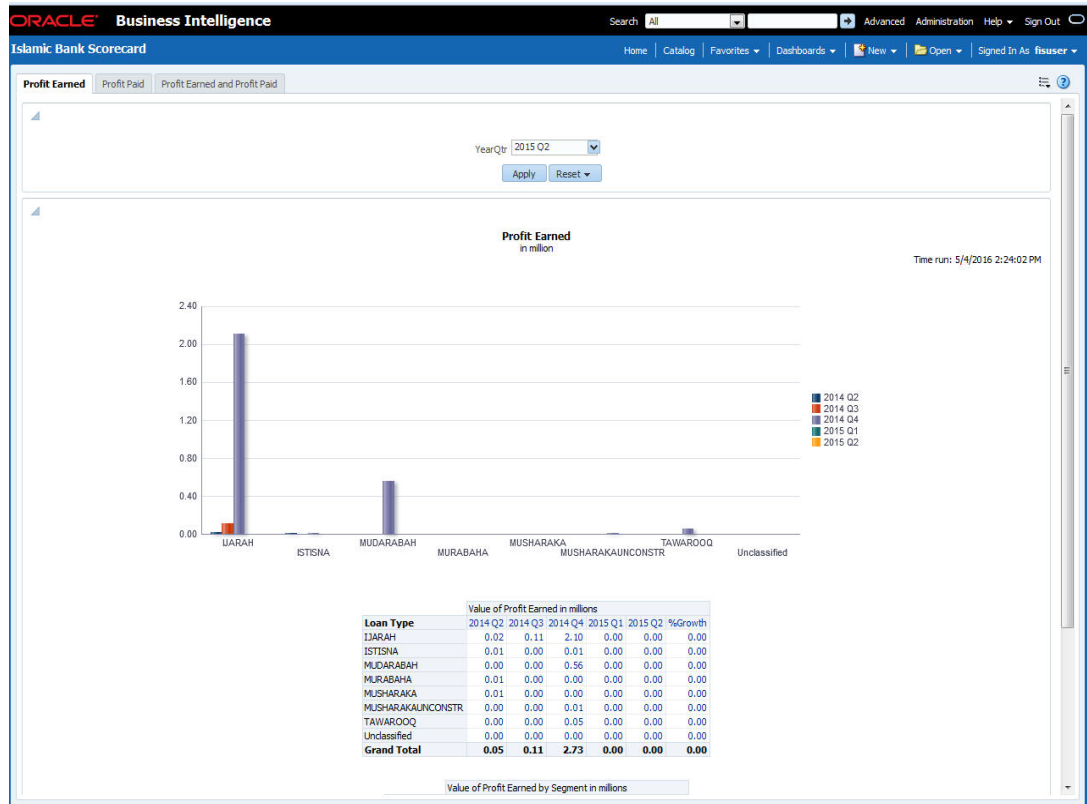 ORACLE Business Intelligence Search All Advanced Administration Help Sign Out
Islamic Bank Scorecard Home Catalog Favorites Dashboards New Open Signed In As fisuser
Profit Earned Profit Paid Profit Earned and Profit Paid
YearQtr 2015 Q2
Apply Reset
Profit Earned
in million
Time run: 5/4/2016 2:24:02 PM
2.40
2.00
1.60
1.20
0.80
0.40
0.00
2014 Q2
2014 Q3
2014 Q4
2015 Q1
2015 Q2
IJARAH MUDARABAH MUSHARAKA TAWAROOQ
ISTISNA MURABAHA MUSHARAKAUNCONSTR Unclassified
Value of Profit Earned in millions
Loan Type 2014 Q2 2014 Q3 2014 Q4 2015 Q1 2015 Q2 %Growth
IJARAH 0.02 0.11 2.10 0.00 0.00 0.00
ISTISNA 0.01 0.00 0.01 0.00 0.00 0.00
MUDARABAH 0.00 0.00 0.56 0.00 0.00 0.00
MURABAHA 0.01 0.00 0.00 0.00 0.00 0.00
MUSHARAKA 0.01 0.00 0.00 0.00 0.00 0.00
MUSHARAKAUNCONSTR 0.00 0.00 0.01 0.00 0.00 0.00
TAWAROOQ 0.00 0.00 0.05 0.00 0.00 0.00
Unclassified 0.00 0.00 0.00 0.00 0.00 0.00
Grand Total 0.05 0.11 2.73 0.00 0.00 0.00
Value of Profit Earned by Segment in millions